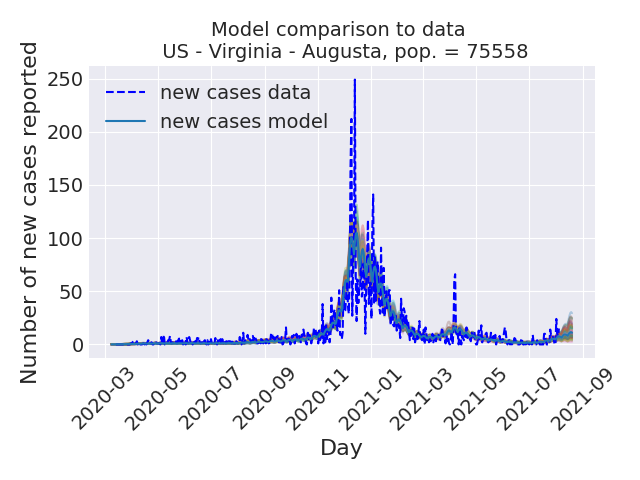 Model comparison to data
US - Virginia - Augusta, pop. = 75558
Number of new cases reported
250
200
150
100
50
0
new cases data
new cases model
2020-03
2020-05
2020-07
2020-09
2020-11
2021-01
2021-03
2021-05
2021-07
2021-09
Day